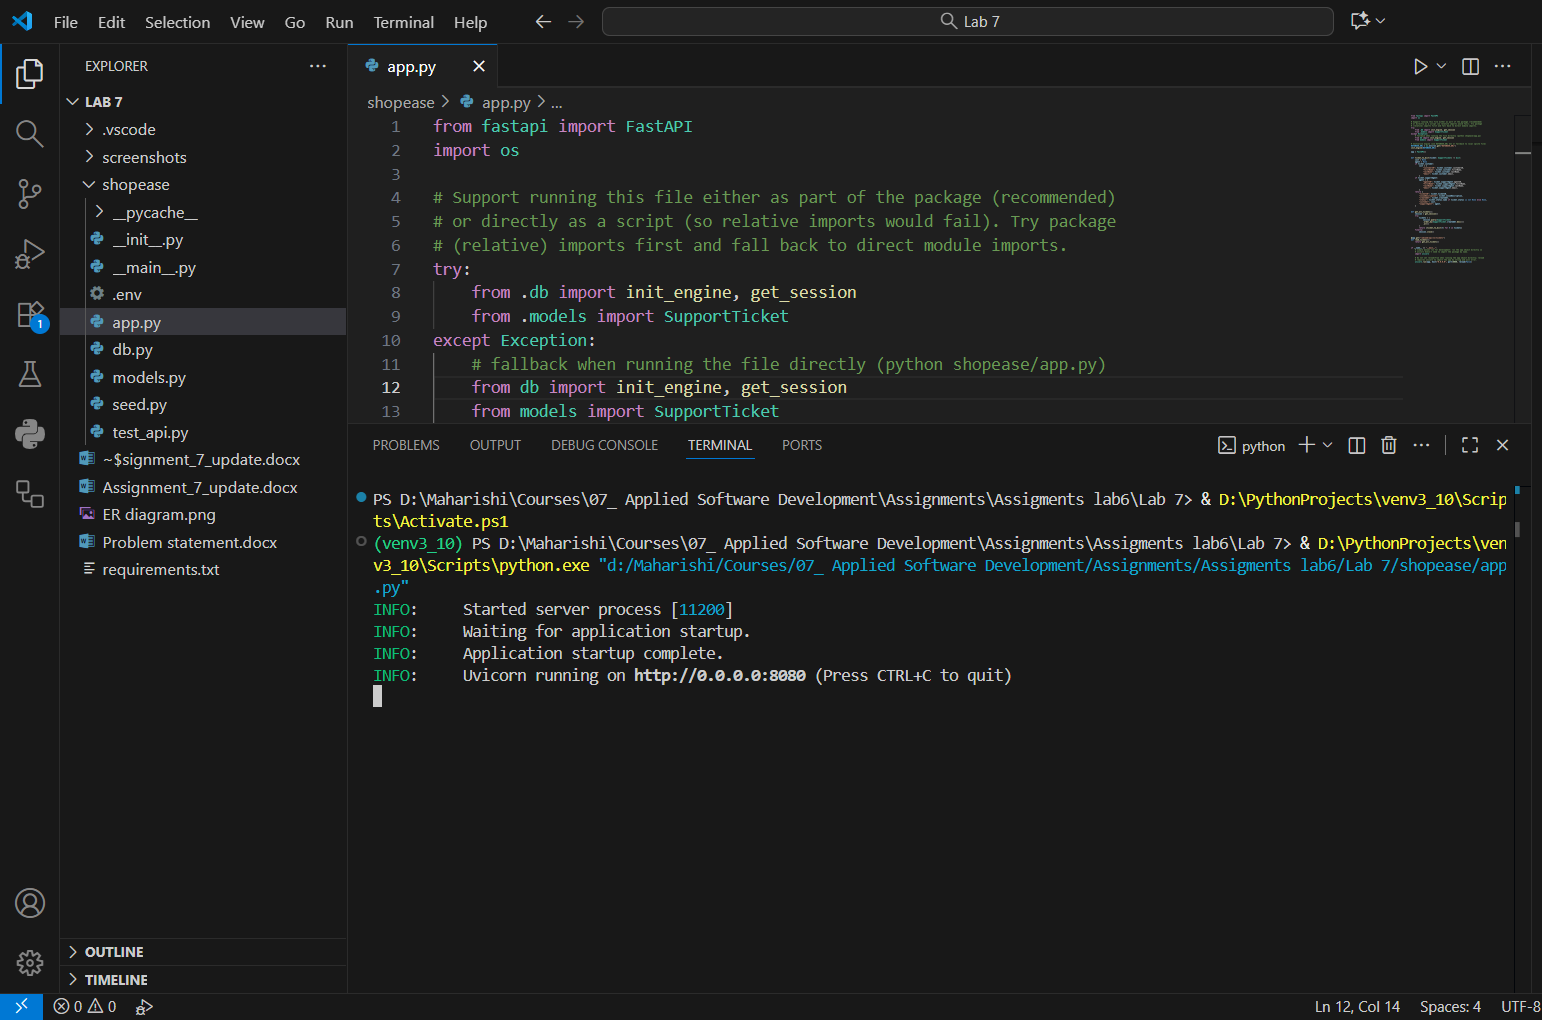 File Edit Selection View Go Run Terminal Help
Lab 7
EXPLORER
LAB 7
.vscode
screenshots
shopease
__pycache__
__init__.py
__main__.py
.env
app.py
db.py
models.py
seed.py
test_api.py
~$signment_7_update.docx
Assignment_7_update.docx
ER diagram.png
Problem statement.docx
requirements.txt
OUTLINE
TIMELINE
1
app.py
shopease > app.py > ...
1 from fastapi import FastAPI
2 import os
3
4 # Support running this file either as part of the package (recommended)
5 # or directly as a script (so relative imports would fail). Try package
6 # (relative) imports first and fall back to direct module imports.
7 try:
8 from .db import init_engine, get_session
9 from .models import SupportTicket
10 except Exception:
11 # fallback when running the file directly (python shopease/app.py)
12 from db import init_engine, get_session
13 from models import SupportTicket
PROBLEMS OUTPUT DEBUG CONSOLE TERMINAL PORTS
python
PS D:\Maharishi\Courses\07_ Applied Software Development\Assignments\Assigments lab6\Lab 7> & D:\PythonProjects\venv3_10\Scrip
ts\Activate.ps1
(venv3_10) PS D:\Maharishi\Courses\07_ Applied Software Development\Assignments\Assigments lab6\Lab 7> & D:\PythonProjects\ven
v3_10\Scripts\python.exe "d:/Maharishi/Courses/07_ Applied Software Development/Assignments/Assigments lab6/Lab 7/shopease/app
.py"
INFO: Started server process [11200]
INFO: Waiting for application startup.
INFO: Application startup complete.
INFO: Uvicorn running on http://0.0.0.0:8080 (Press CTRL+C to quit)
0 0
Ln 12, Col 14 Spaces: 4 UTF-8